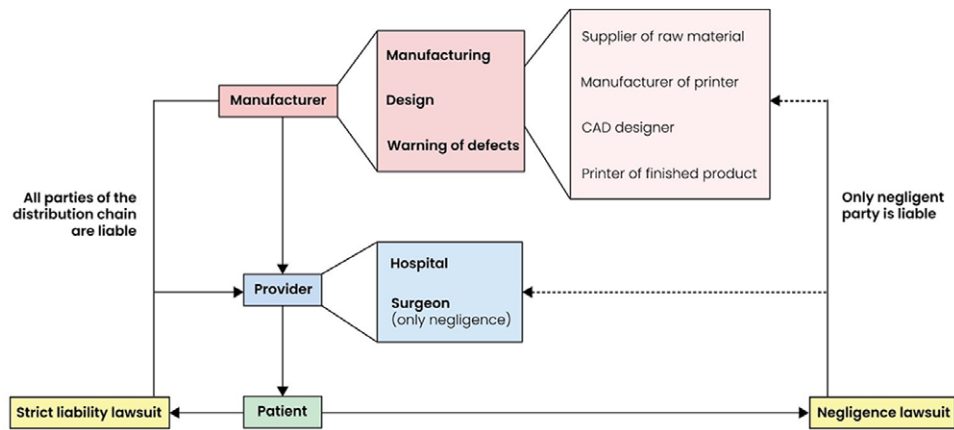 Manufacturer
Manufacturing
Design
Warning of defects
Supplier of raw material
Manufacturer of printer
CAD designer
Printer of finished product
All parties of the
distribution chain
are liable
Only negligent
party is liable
Provider
Hospital
Surgeon
(only negligence)
Strict liability lawsuit
Patient
Negligence lawsuit